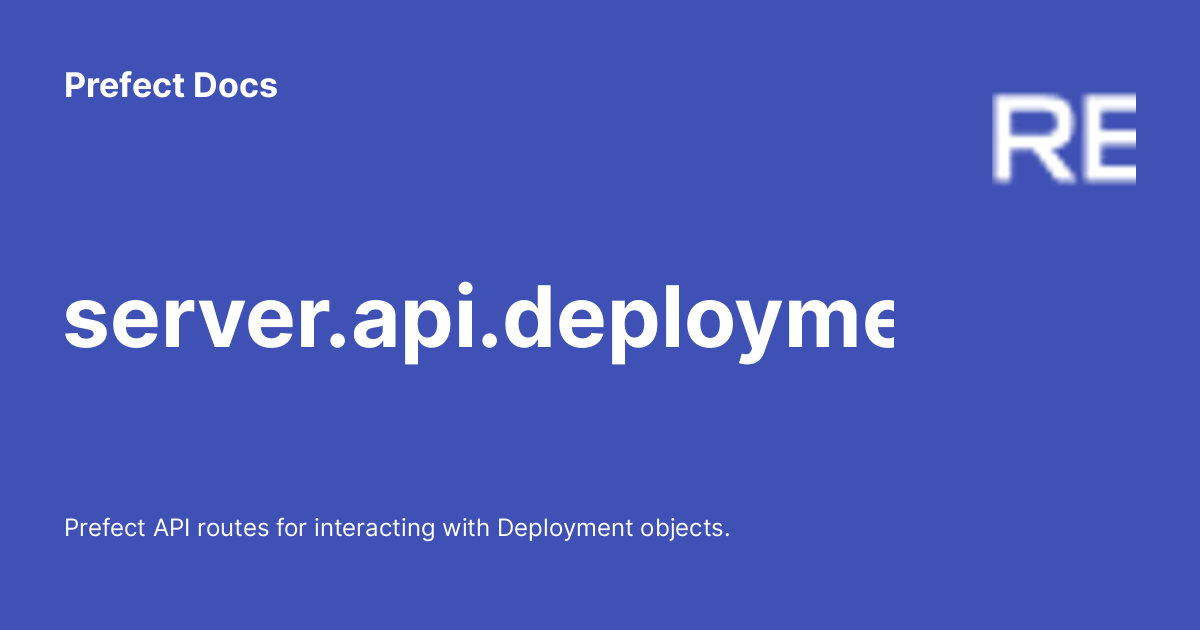 Prefect Docs
RE
server.api.deployme
Prefect API routes for interacting with Deployment objects.